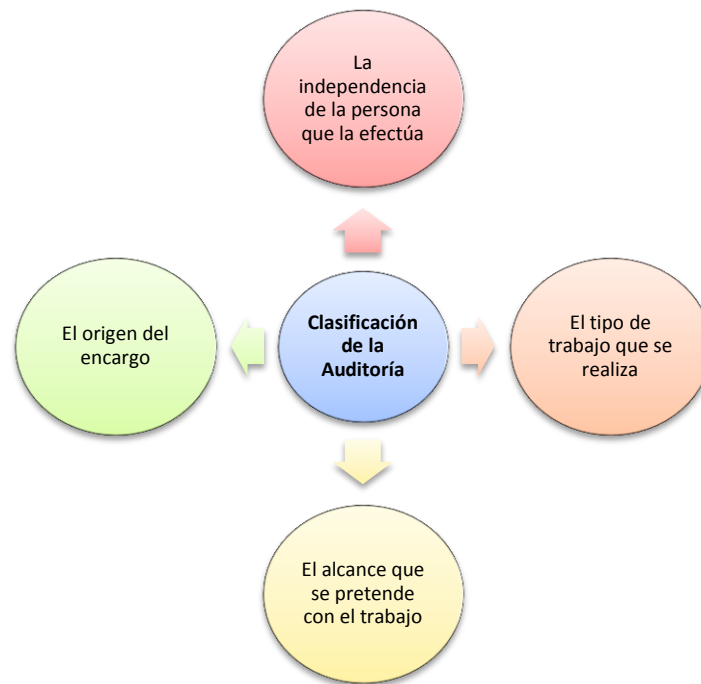 La
independencia
de la persona
que la efectúa
El origen del
encargo
Clasificación
de la
Auditoría
El tipo de
trabajo que se
realiza
El alcance que
se pretende
con el trabajo